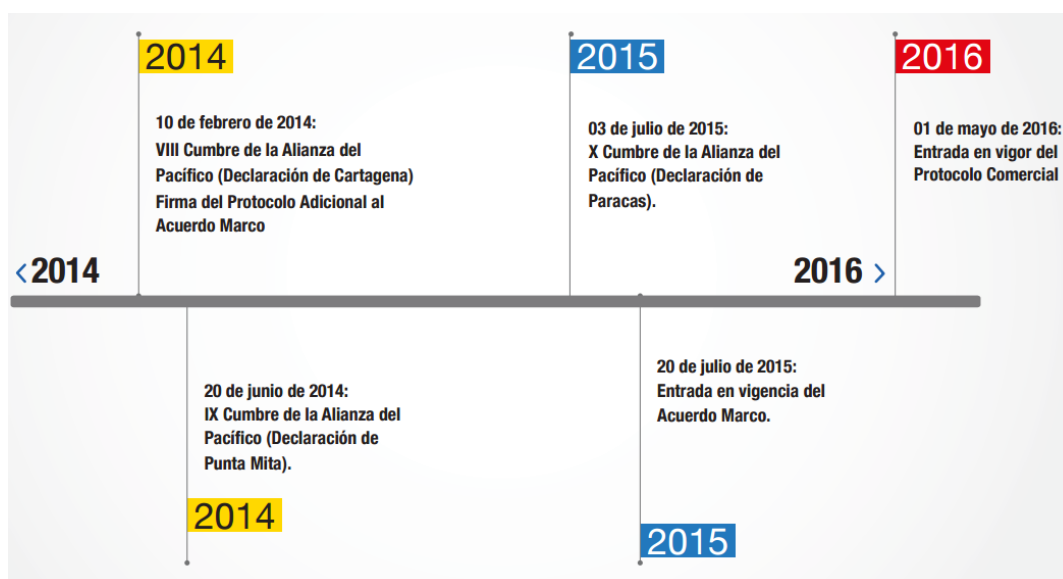 2014
10 de febrero de 2014:
VIII Cumbre de la Alianza del
Pacífico (Declaración de Cartagena)
Firma del Protocolo Adicional al
Acuerdo Marco
2015
03 de julio de 2015:
X Cumbre de la Alianza del
Pacífico (Declaración de
Paracas).
2016
01 de mayo de 2016:
Entrada en vigor del
Protocolo Comercial
<2014
2016 >
20 de junio de 2014:
IX Cumbre de la Alianza del
Pacífico (Declaración de
Punta Mita).
2014
20 de julio de 2015:
Entrada en vigencia del
Acuerdo Marco.
2015